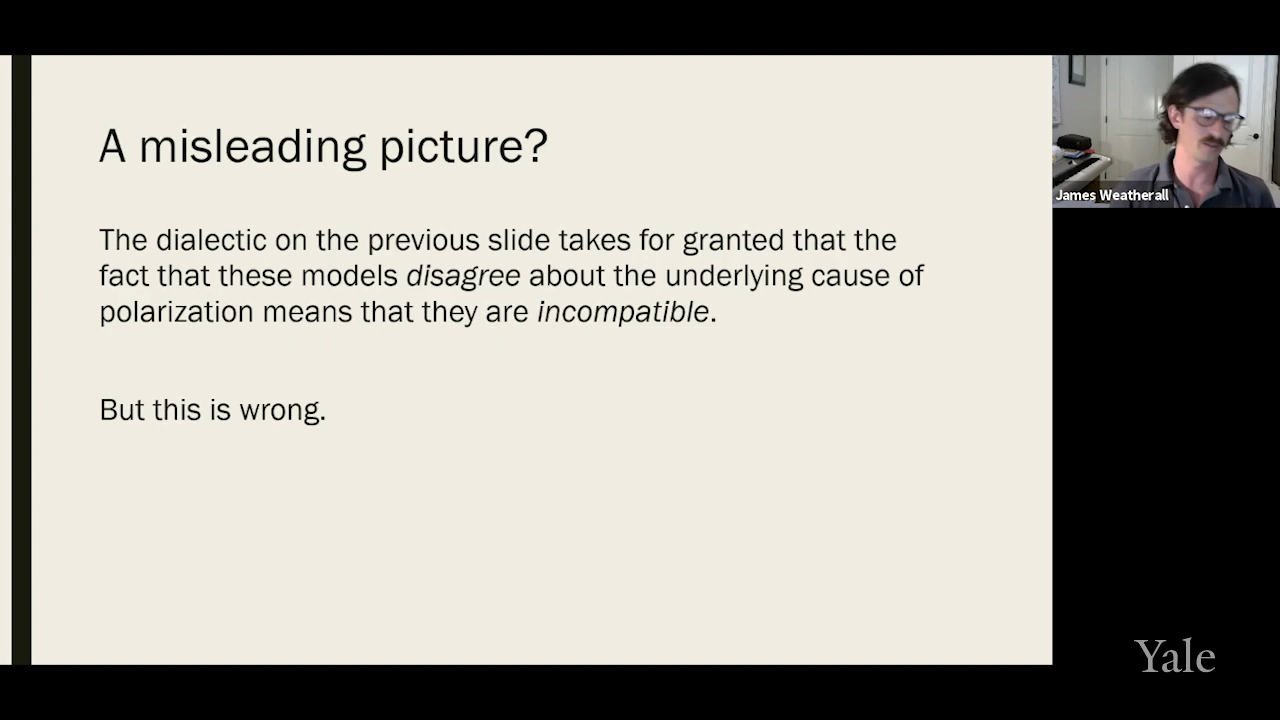 A misleading picture?
The dialectic on the previous slide takes for granted that the
fact that these models disagree about the underlying cause of
polarization means that they are incompatible.
But this is wrong.
James Weatherall
Yale